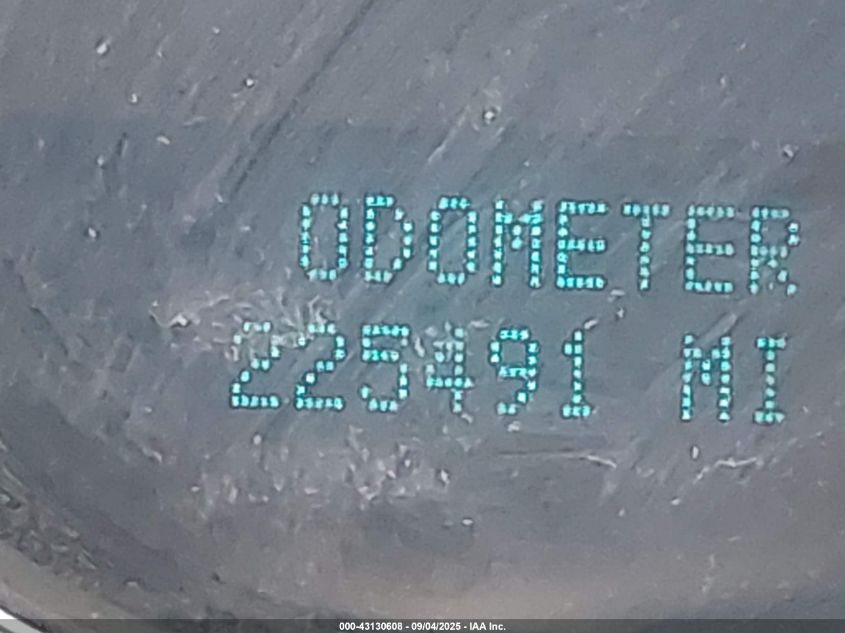 ODOMETER
225491 MI
000-43130608 - 09/04/2025 - IAA Inc.